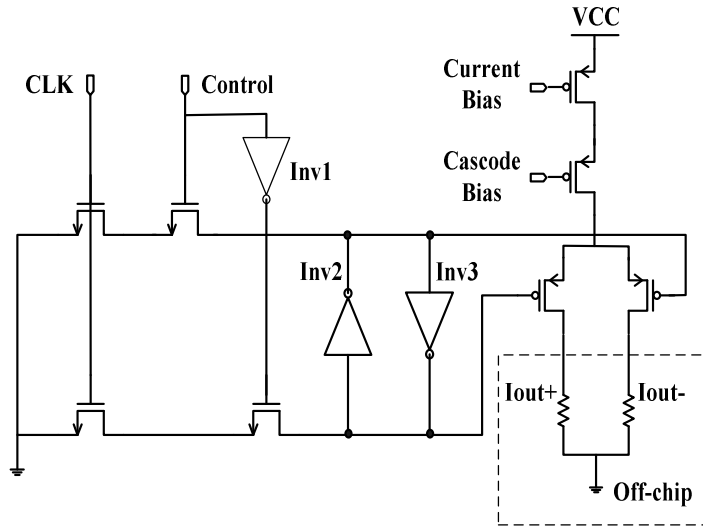 VCC
CLK
Control
Current
Bias
Inv1
Cascode
Bias
Inv2
Inv3
Iout+
Iout-
Off-chip